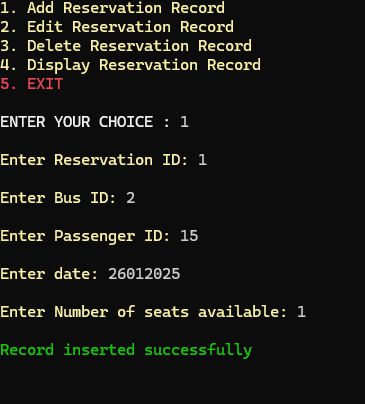 1. Add Reservation Record
2. Edit Reservation Record
3. Delete Reservation Record
4. Display Reservation Record
5. EXIT
ENTER YOUR CHOICE : 1
Enter Reservation ID: 1
Enter Bus ID: 2
Enter Passenger ID: 15
Enter date: 26012025
Enter Number of seats available: 1
Record inserted successfully